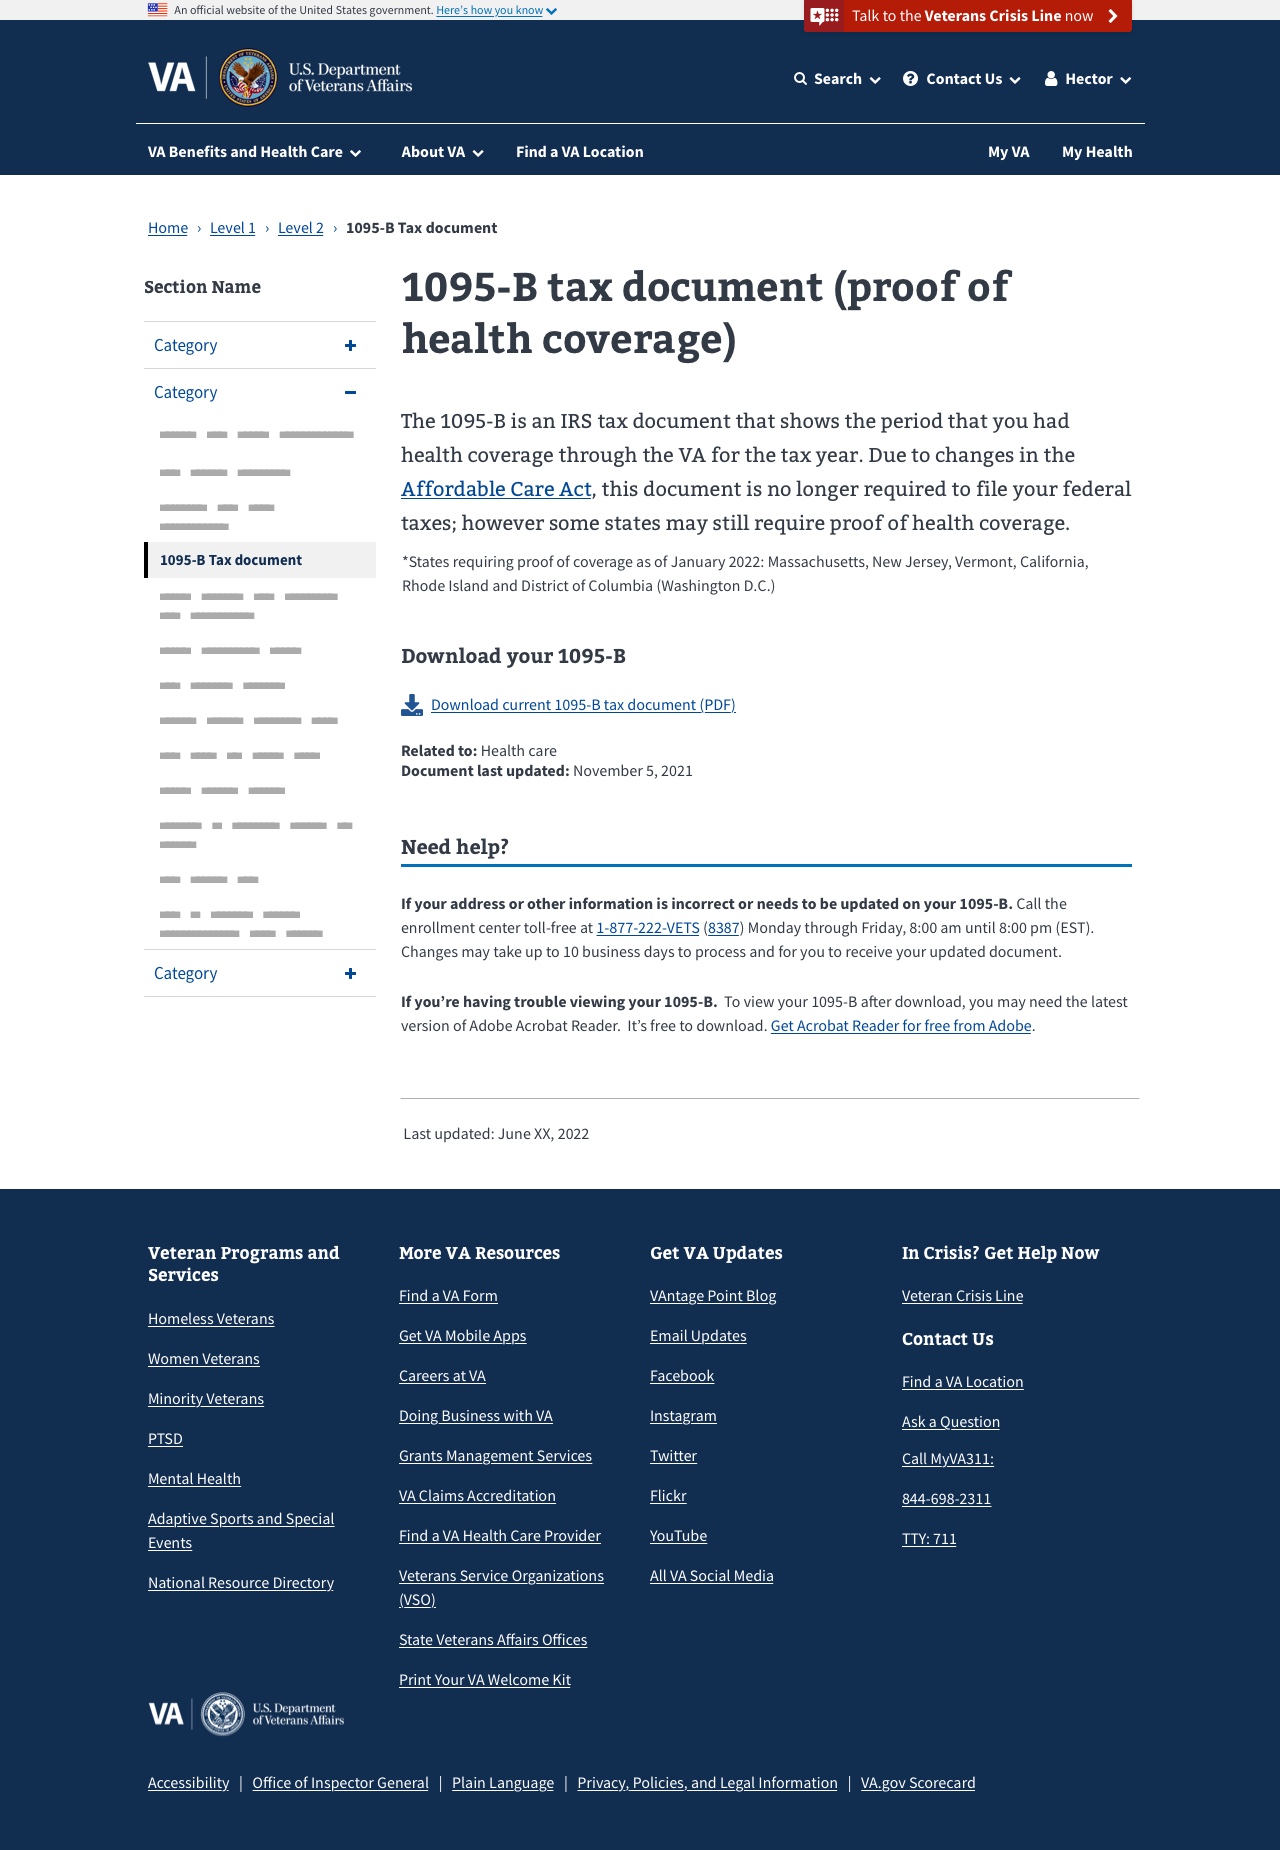 An official website of the United States government. Here's how you know
Talk to the Veterans Crisis Line now
VA
U.S. Department
of Veterans Affairs
Search
Contact Us
Hector
VA Benefits and Health Care
About VA
Find a VA Location
My VA
My Health
Home › Level 1 › Level 2 › 1095-B Tax document
Section Name
Category
Category
1095-B Tax document
Category
1095-B tax document (proof of
health coverage)
The 1095-B is an IRS tax document that shows the period that you had
health coverage through the VA for the tax year. Due to changes in the
Affordable Care Act, this document is no longer required to file your federal
taxes; however some states may still require proof of health coverage.
*States requiring proof of coverage as of January 2022: Massachusetts, New Jersey, Vermont, California,
Rhode Island and District of Columbia (Washington D.C.)
Download your 1095-B
Download current 1095-B tax document (PDF)
Related to: Health care
Document last updated: November 5, 2021
Need help?
If your address or other information is incorrect or needs to be updated on your 1095-B. Call the
enrollment center toll-free at 1-877-222-VETS (8387) Monday through Friday, 8:00 am until 8:00 pm (EST).
Changes may take up to 10 business days to process and for you to receive your updated document.
If you're having trouble viewing your 1095-B. To view your 1095-B after download, you may need the latest
version of Adobe Acrobat Reader. It's free to download. Get Acrobat Reader for free from Adobe.
Last updated: June XX, 2022
Veteran Programs and
Services
Homeless Veterans
Women Veterans
Minority Veterans
PTSD
Mental Health
Adaptive Sports and Special
Events
National Resource Directory
More VA Resources
Find a VA Form
Get VA Mobile Apps
Careers at VA
Doing Business with VA
Grants Management Services
VA Claims Accreditation
Find a VA Health Care Provider
Veterans Service Organizations
(VSO)
State Veterans Affairs Offices
Print Your VA Welcome Kit
Get VA Updates
VAntage Point Blog
Email Updates
Facebook
Instagram
Twitter
Flickr
YouTube
All VA Social Media
In Crisis? Get Help Now
Veteran Crisis Line
Contact Us
Find a VA Location
Ask a Question
Call MyVA311:
844-698-2311
TTY: 711
VA
U.S. Department
of Veterans Affairs
Accessibility | Office of Inspector General | Plain Language | Privacy, Policies, and Legal Information | VA.gov Scorecard